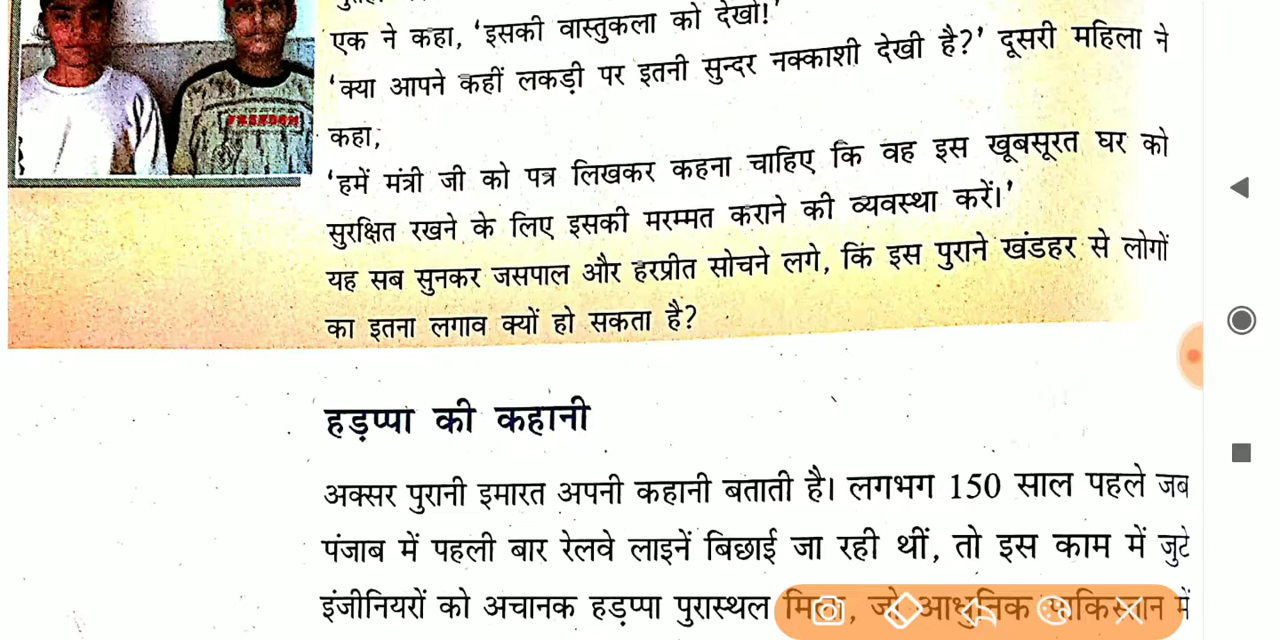 एक ने कहा, ‘इसकी वास्तुकला को देखो!’
‘क्या आपने कहीं लकड़ी पर इतनी सुन्दर नक्काशी देखी है?’ दूसरी महिला ने
कहा,
‘हमें मंत्री जी को पत्र लिखकर कहना चाहिए कि वह इस खूबसूरत घर को
सुरक्षित रखने के लिए इसकी मरम्मत कराने की व्यवस्था करें।’
यह सब सुनकर जसपाल और हरप्रीत सोचने लगे, कि इस पुराने खंडहर से लोगों
का इतना लगाव क्यों हो सकता है?
FREEDOM
हड़प्पा की कहानी
अक्सर पुरानी इमारत अपनी कहानी बताती है। लगभग 150 साल पहले जब
पंजाब में पहली बार रेलवे लाइनें बिछाई जा रही थीं, तो इस काम में जुटे
इंजीनियरों को अचानक हड़प्पा पुरास्थल मिला, जो आधुनिक पाकिस्तान में